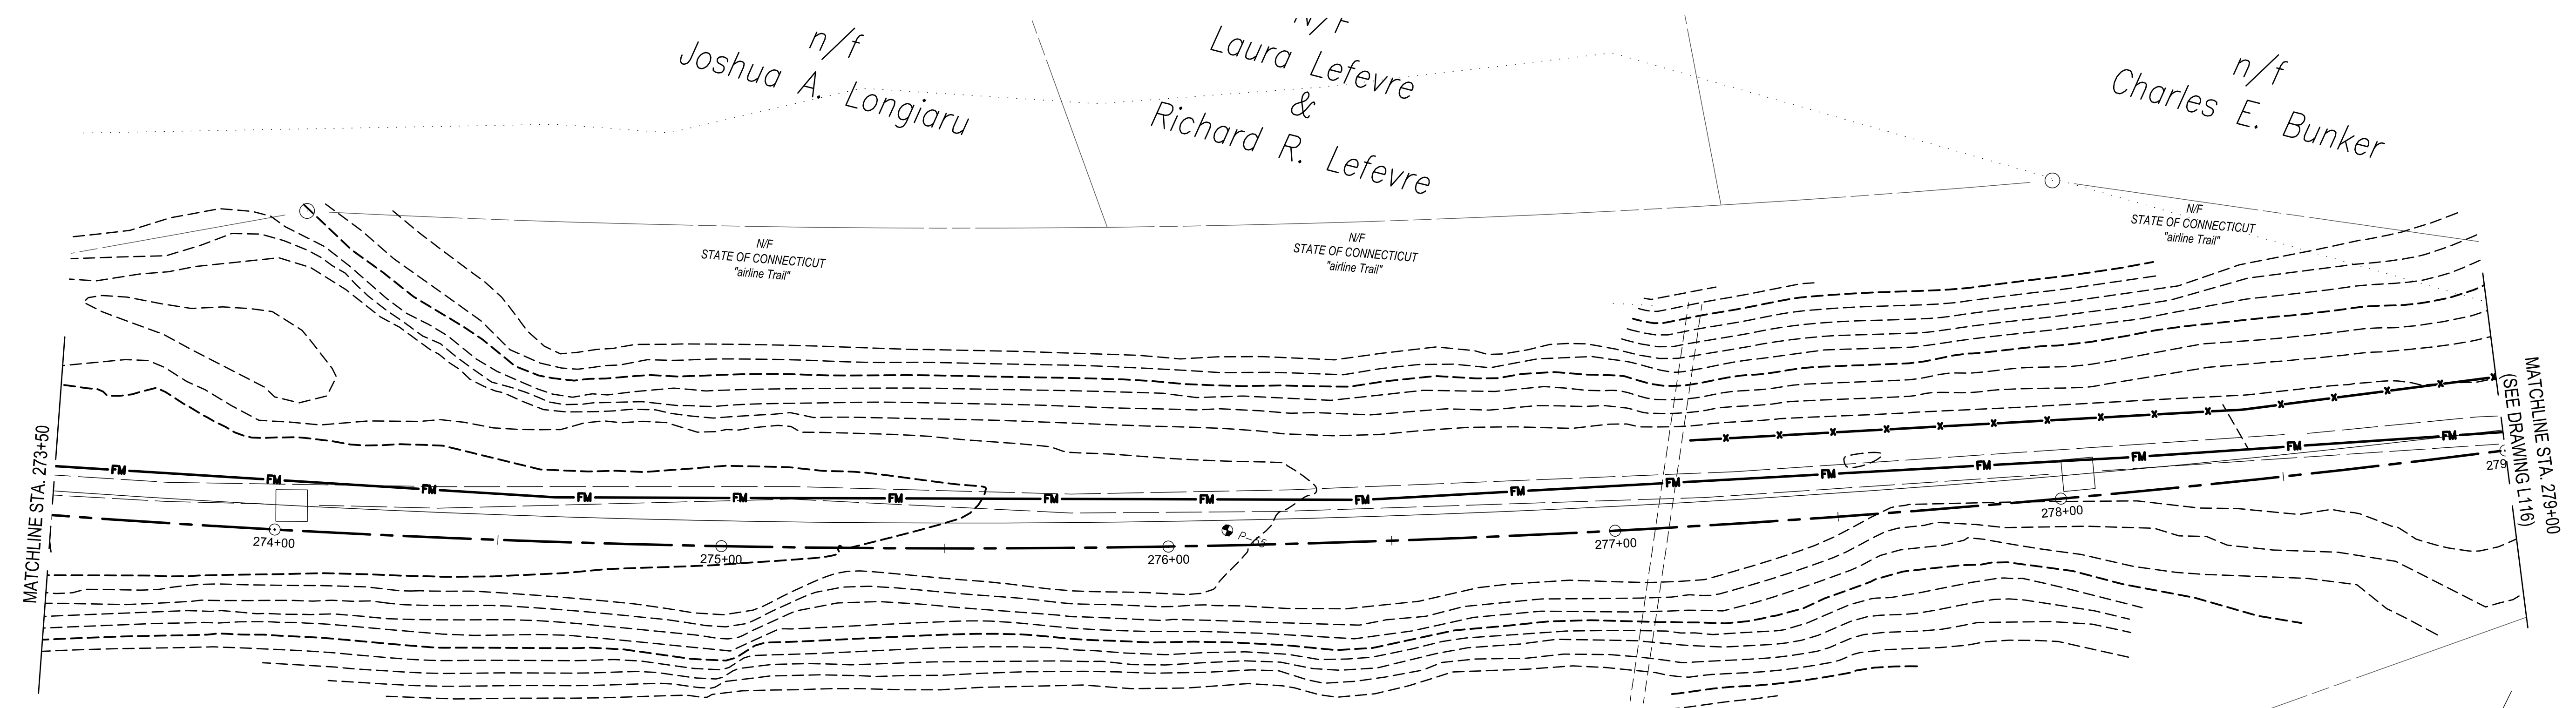 n/f
Joshua A. Longiaru
N/F
Laura Lefevre
&
Richard R. Lefevre
n/f
Charles E. Bunker
N/F
STATE OF CONNECTICUT
"airline Trail"
N/F
STATE OF CONNECTICUT
"airline Trail"
N/F
STATE OF CONNECTICUT
"airline Trail"
MATCHLINE STA. 273+50
FM FM FM FM FM FM FM FM FM FM FM FM FM FM FM FM
X X X X X X X X X X X X X X X
274+00
275+00
276+00
P-65
277+00
278+00
279
MATCHLINE STA. 279+00
(SEE DRAWING L116)